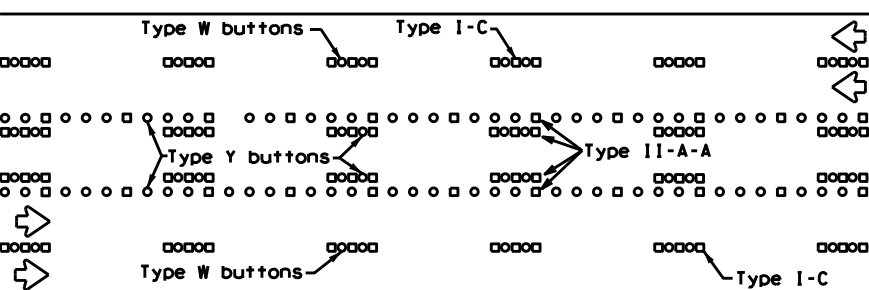 Type W buttons
Type I-C
Type Y buttons
Type II-A-A
Type W buttons
Type I-C